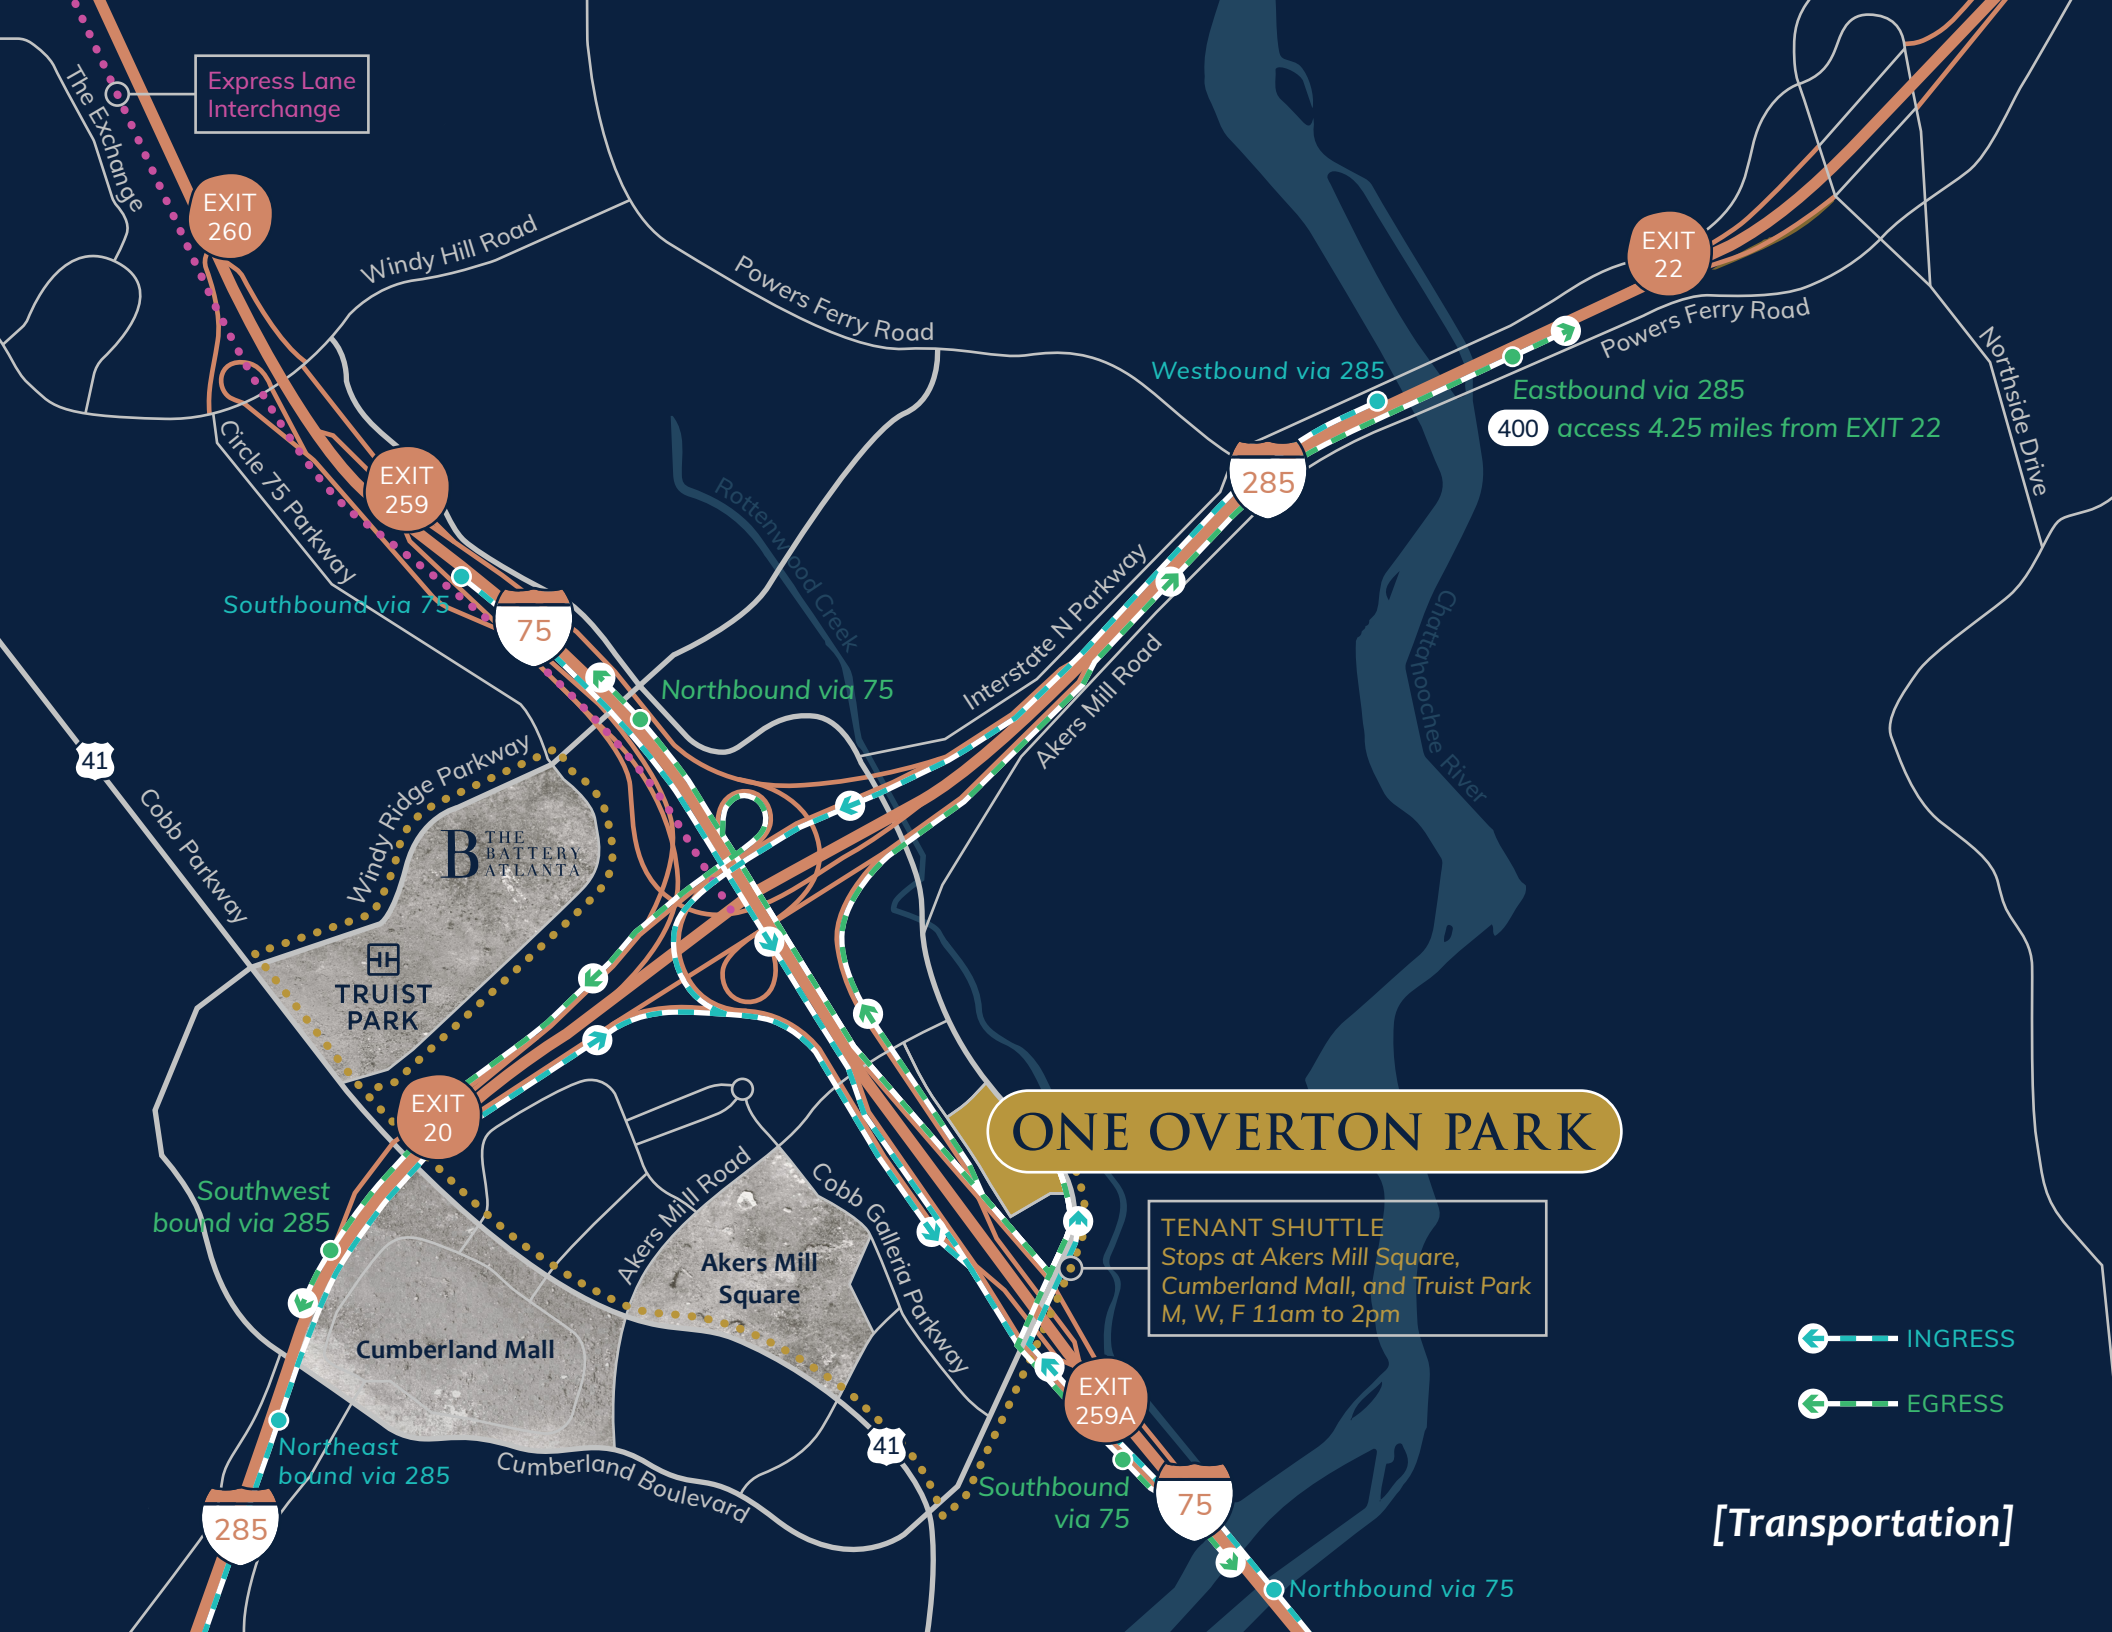 Express Lane
Interchange
The Exchange
EXIT
260
Windy Hill Road
Powers Ferry Road
EXIT
22
Powers Ferry Road
Northside Drive
Westbound via 285
Eastbound via 285
400 access 4.25 miles from EXIT 22
Circle 75 Parkway
EXIT
259
285
Rottenwood Creek
Southbound via 75
75
Northbound via 75
Interstate N Parkway
Akers Mill Road
Chattahoochee River
41
Cobb Parkway
Windy Ridge Parkway
B THE
BATTERY
ATLANTA
TRUIST
PARK
EXIT
20
ONE OVERTON PARK
Southwest
bound via 285
Akers Mill Road
Cobb Galleria Parkway
Akers Mill
Square
TENANT SHUTTLE
Stops at Akers Mill Square,
Cumberland Mall, and Truist Park
M, W, F 11am to 2pm
Cumberland Mall
INGRESS
EGRESS
EXIT
259A
41
Northeast
bound via 285
Cumberland Boulevard
Southbound
via 75
75
285
[Transportation]
Northbound via 75